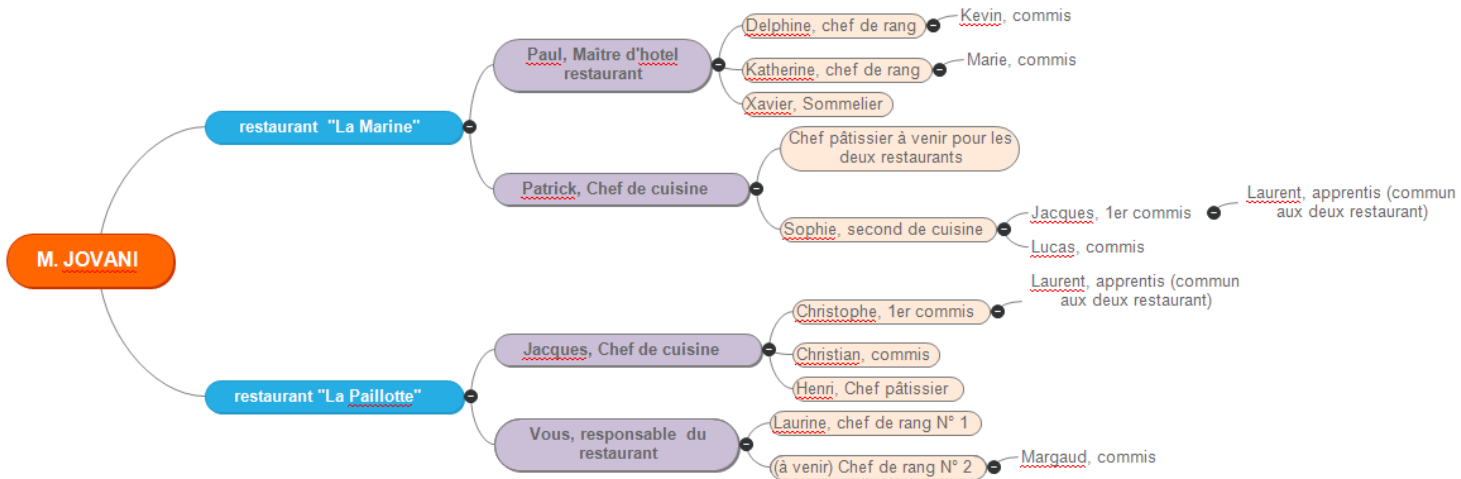 M. JOVANI
restaurant "La Marine"
Paul, Maître d'hotel
restaurant
Delphine, chef de rang
Kevin, commis
Katherine, chef de rang
Marie, commis
Xavier, Sommelier
Patrick, Chef de cuisine
Chef pâtissier à venir pour les
deux restaurants
Sophie, second de cuisine
Jacques, 1er commis
Laurent, apprentis (commun
aux deux restaurant)
Lucas, commis
restaurant "La Paillotte"
Jacques, Chef de cuisine
Christophe, 1er commis
Laurent, apprentis (commun
aux deux restaurant)
Christian, commis
Henri, Chef pâtissier
Vous, responsable du
restaurant
Laurine, chef de rang N° 1
(à venir) Chef de rang N° 2
Margaud, commis